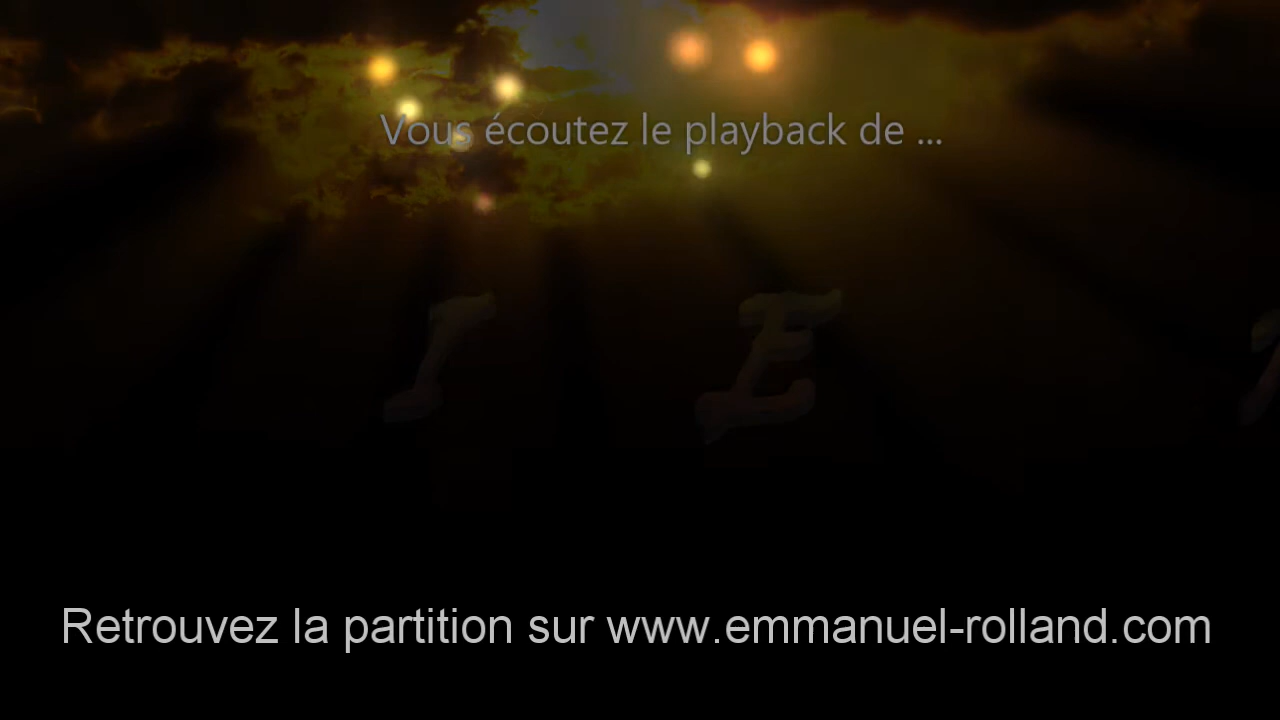 Vous écoutez le playback de ...
I E
Retrouvez la partition sur www.emmanuel-rolland.com